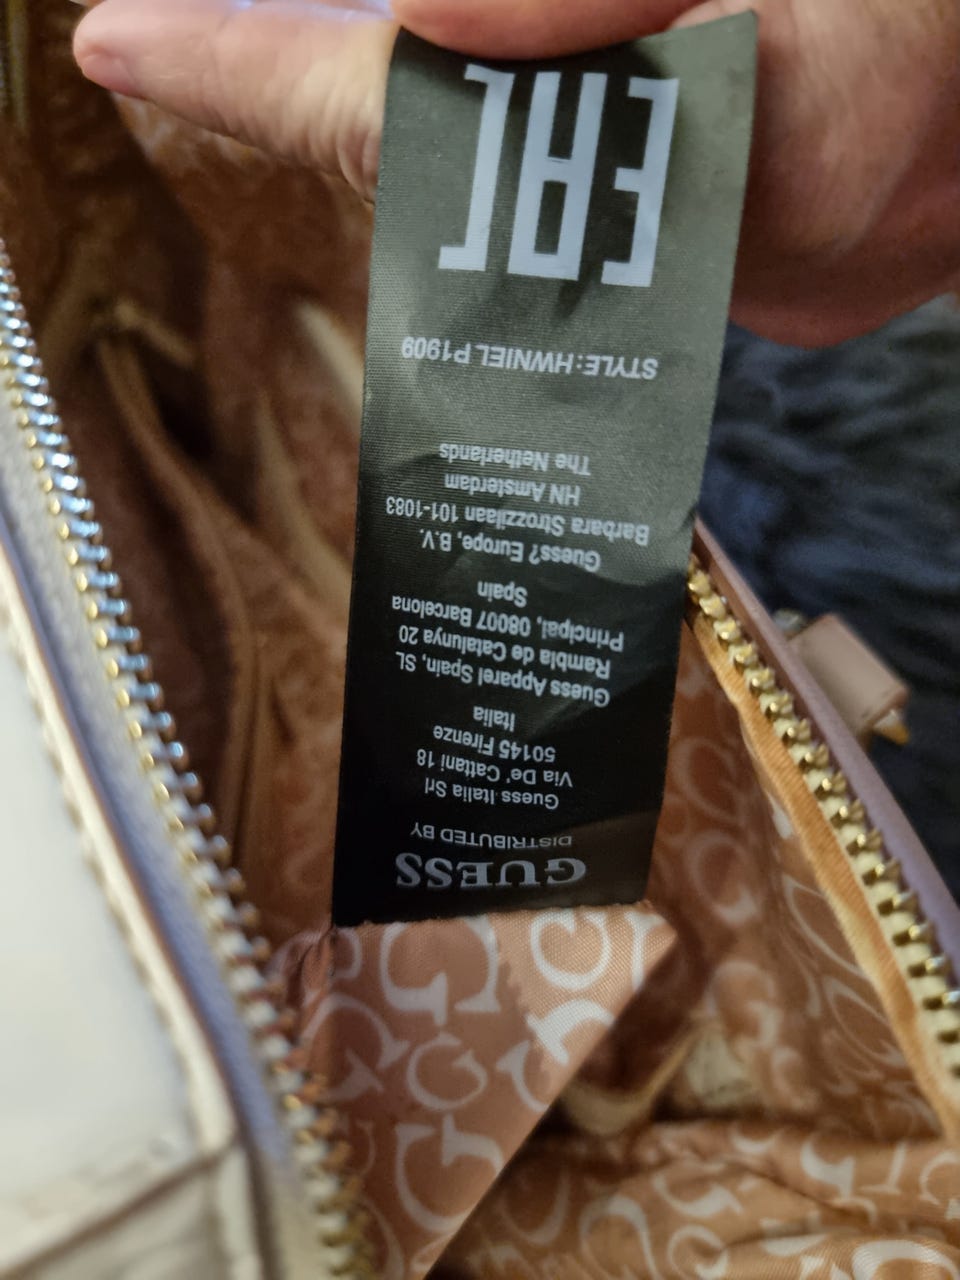 GUESS
DISTRIBUTED BY
Guess Italia Srl
Via De' Cattani 18
50145 Firenze
Italia
Guess Apparel Spain, SL
Rambla de Catalunya 20
Principal, 08007 Barcelona
Spain
Guess? Europe, B.V.
Barbara Strozzilaan 101-1083
HN Amsterdam
The Netherlands
STYLE:HWNIEL P1909
EAC